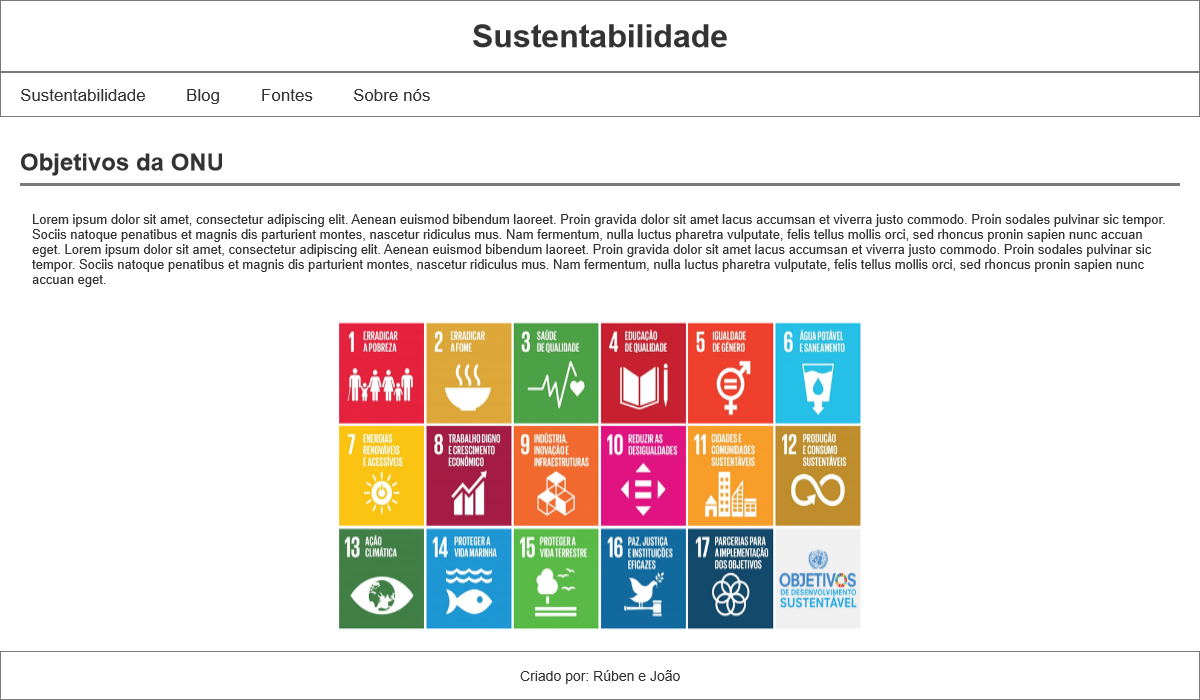 Sustentabilidade
Sustentabilidade Blog Fontes Sobre nós
Objetivos da ONU
Lorem ipsum dolor sit amet, consectetur adipiscing elit. Aenean euismod bibendum laoreet. Proin gravida dolor sit amet lacus accumsan et viverra justo commodo. Proin sodales pulvinar sic tempor.
Sociis natoque penatibus et magnis dis parturient montes, nascetur ridiculus mus. Nam fermentum, nulla luctus pharetra vulputate, felis tellus mollis orci, sed rhoncus pronin sapien nunc accuan
eget. Lorem ipsum dolor sit amet, consectetur adipiscing elit. Aenean euismod bibendum laoreet. Proin gravida dolor sit amet lacus accumsan et viverra justo commodo. Proin sodales pulvinar sic
tempor. Sociis natoque penatibus et magnis dis parturient montes, nascetur ridiculus mus. Nam fermentum, nulla luctus pharetra vulputate, felis tellus mollis orci, sed rhoncus pronin sapien nunc
accuan eget.
1 ERRADICAR
A POBREZA
2 ERRADICAR
A FOME
3 SAÚDE
DE QUALIDADE
4 EDUCAÇÃO
DE QUALIDADE
5 IGUALDADE
DE GÉNERO
6 ÁGUA POTÁVEL
E SANEAMENTO
7 ENERGIAS
RENOVÁVEIS
E ACESSÍVEIS
8 TRABALHO DIGNO
E CRESCIMENTO
ECONÓMICO
9 INDÚSTRIA,
INOVAÇÃO E
INFRAESTRUTURAS
10 REDUZIR AS
DESIGUALDADES
11 CIDADES E
COMUNIDADES
SUSTENTÁVEIS
12 PRODUÇÃO
E CONSUMO
SUSTENTÁVEIS
13 AÇÃO
CLIMÁTICA
14 PROTEGER A
VIDA MARINHA
15 PROTEGER A
VIDA TERRESTRE
16 PAZ, JUSTIÇA
E INSTITUIÇÕES
EFICAZES
17 PARCERIAS PARA
A IMPLEMENTAÇÃO
DOS OBJETIVOS
OBJETIVOS
DE DESENVOLVIMENTO
SUSTENTÁVEL
Criado por: Rúben e João